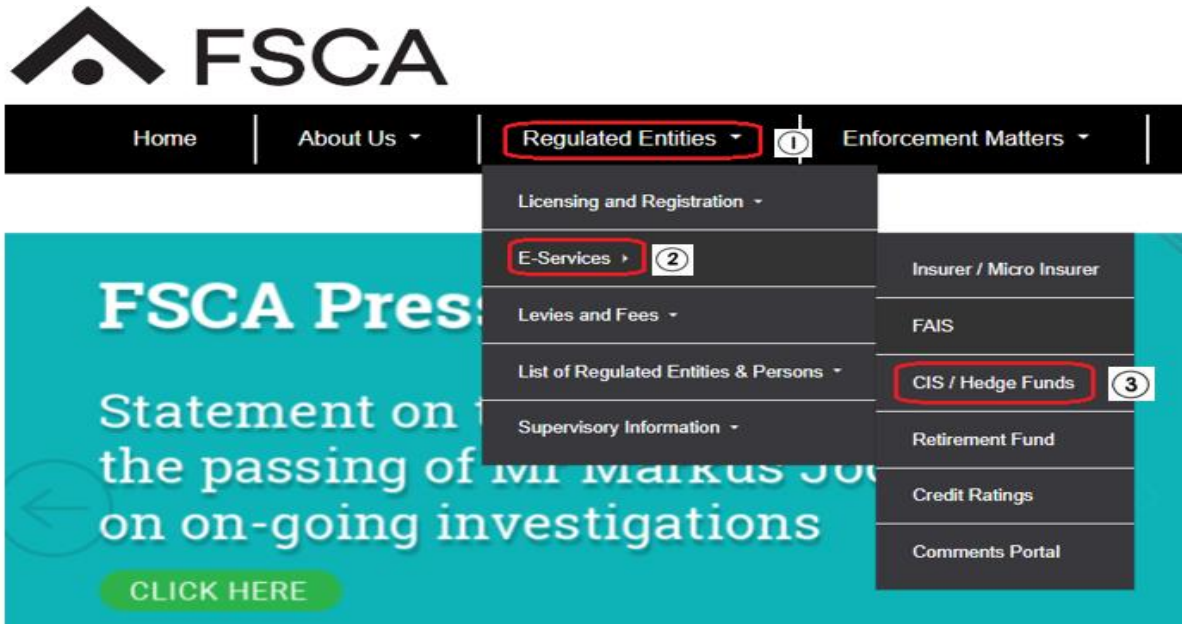 FSCA
Home About Us Regulated Entities 1 Enforcement Matters
Licensing and Registration
E-Services 2
Levies and Fees
List of Regulated Entities & Persons
Supervisory Information
Insurer / Micro Insurer
FAIS
CIS / Hedge Funds 3
Retirement Fund
Credit Ratings
Comments Portal
FSCA
Statement on
the passing of Mr Markus
on on-going investigations
CLICK HERE